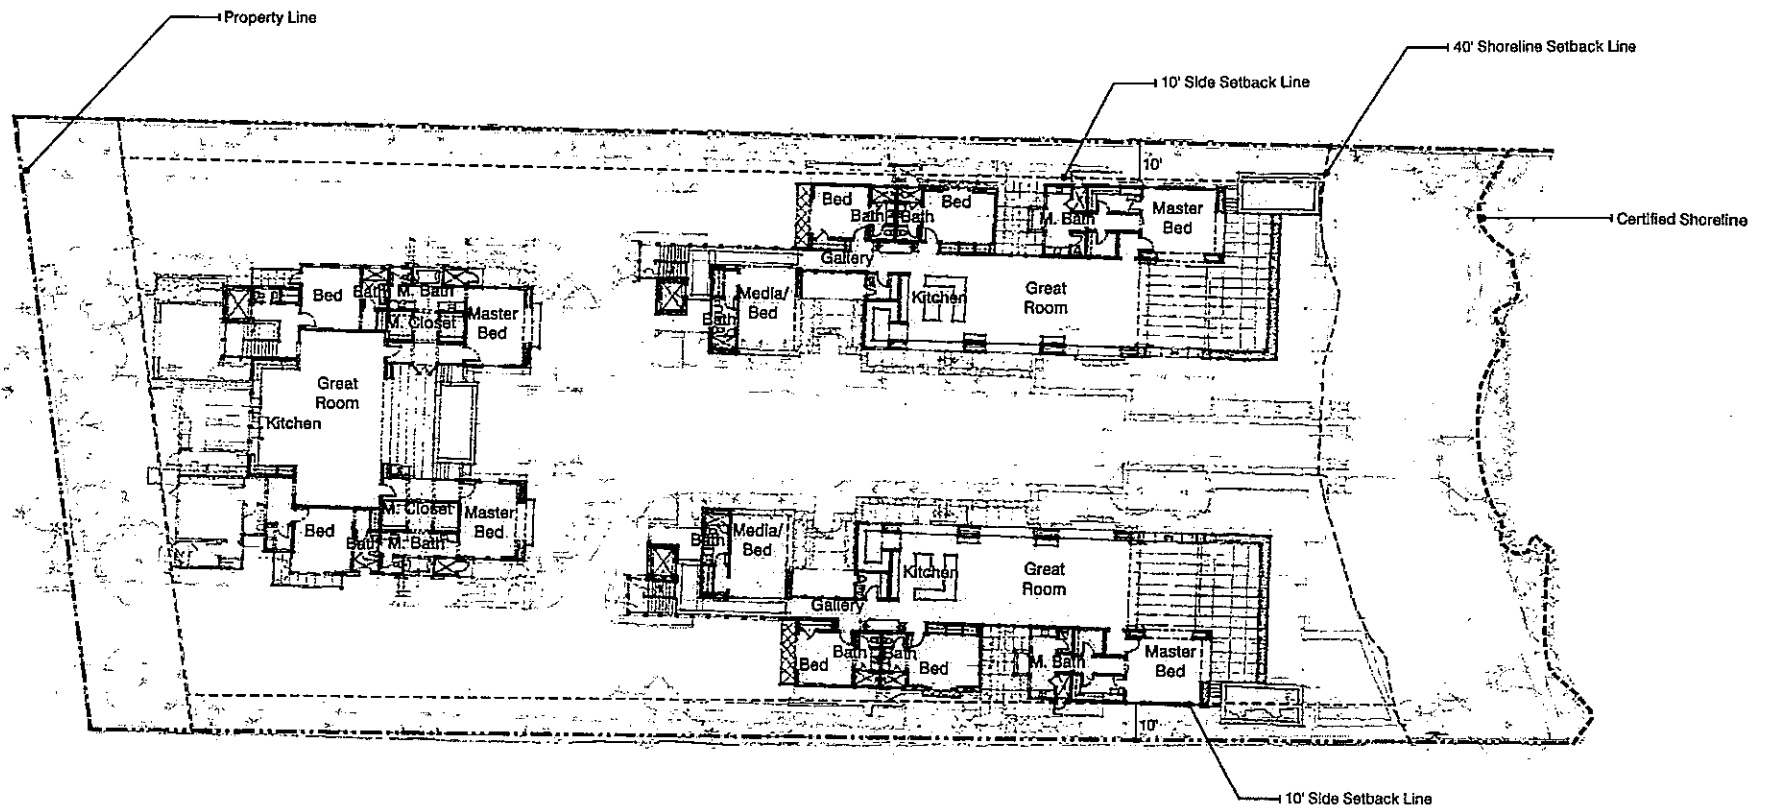 Property Line
40' Shoreline Setback Line
10' Side Setback Line
10'
Bed
Bath
Bath
Bed
M. Bath
Master
Bed
Certified Shoreline
Gallery
Bed
Bath
M. Bath
Media/
Bed
Kitchen
Great
Room
Master
Bed
M. Closet
Bath
Great
Room
Kitchen
M. Closet
Master
Bed
Bed
Bath
M. Bath
Bath
Media/
Bed
Kitchen
Great
Room
Gallery
Bed
Bath
Bath
Bed
M. Bath
Master
Bed
10'
10' Side Setback Line